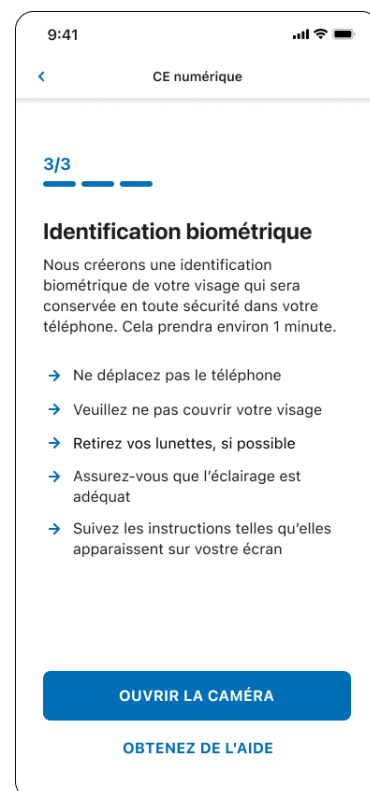 9:41
CE numérique
3/3
Identification biométrique
Nous créerons une identification
biométrique de votre visage qui sera
conservée en toute sécurité dans votre
téléphone. Cela prendra environ 1 minute.
Ne déplacez pas le téléphone
Veuillez ne pas couvrir votre visage
Retirez vos lunettes, si possible
Assurez-vous que l'éclairage est
adéquat
Suivez les instructions telles qu'elles
apparaissent sur vostre écran
OUVRIR LA CAMÉRA
OBTENEZ DE L'AIDE